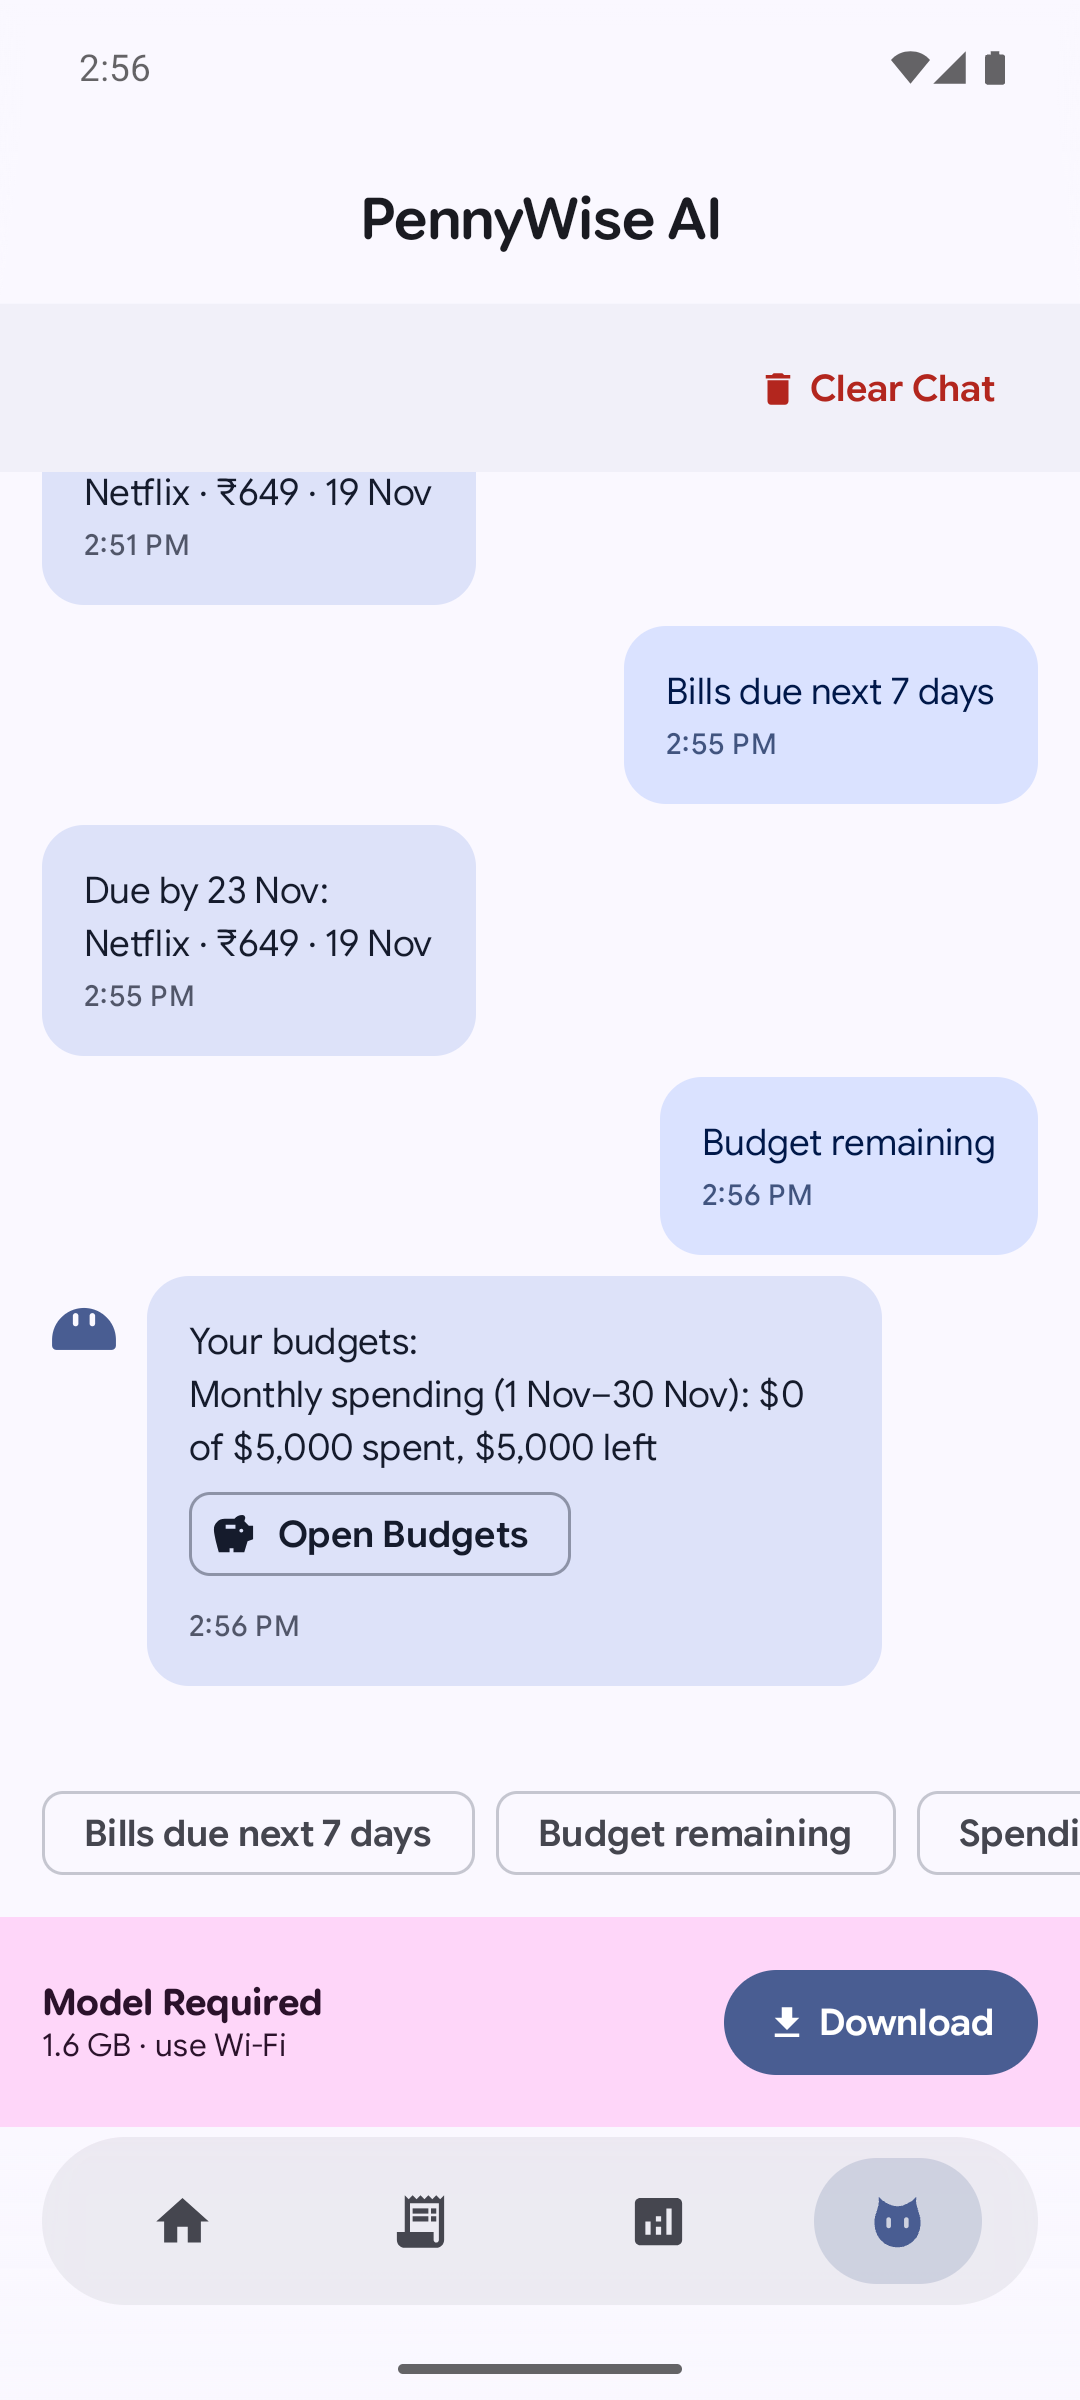 2:56
PennyWise AI
Clear Chat
Netflix · ₹649 · 19 Nov
2:51 PM
Bills due next 7 days
2:55 PM
Due by 23 Nov:
Netflix · ₹649 · 19 Nov
2:55 PM
Budget remaining
2:56 PM
Your budgets:
Monthly spending (1 Nov–30 Nov): $0
of $5,000 spent, $5,000 left
Open Budgets
2:56 PM
Bills due next 7 days
Budget remaining
Spendi
Model Required
1.6 GB · use Wi-Fi
Download